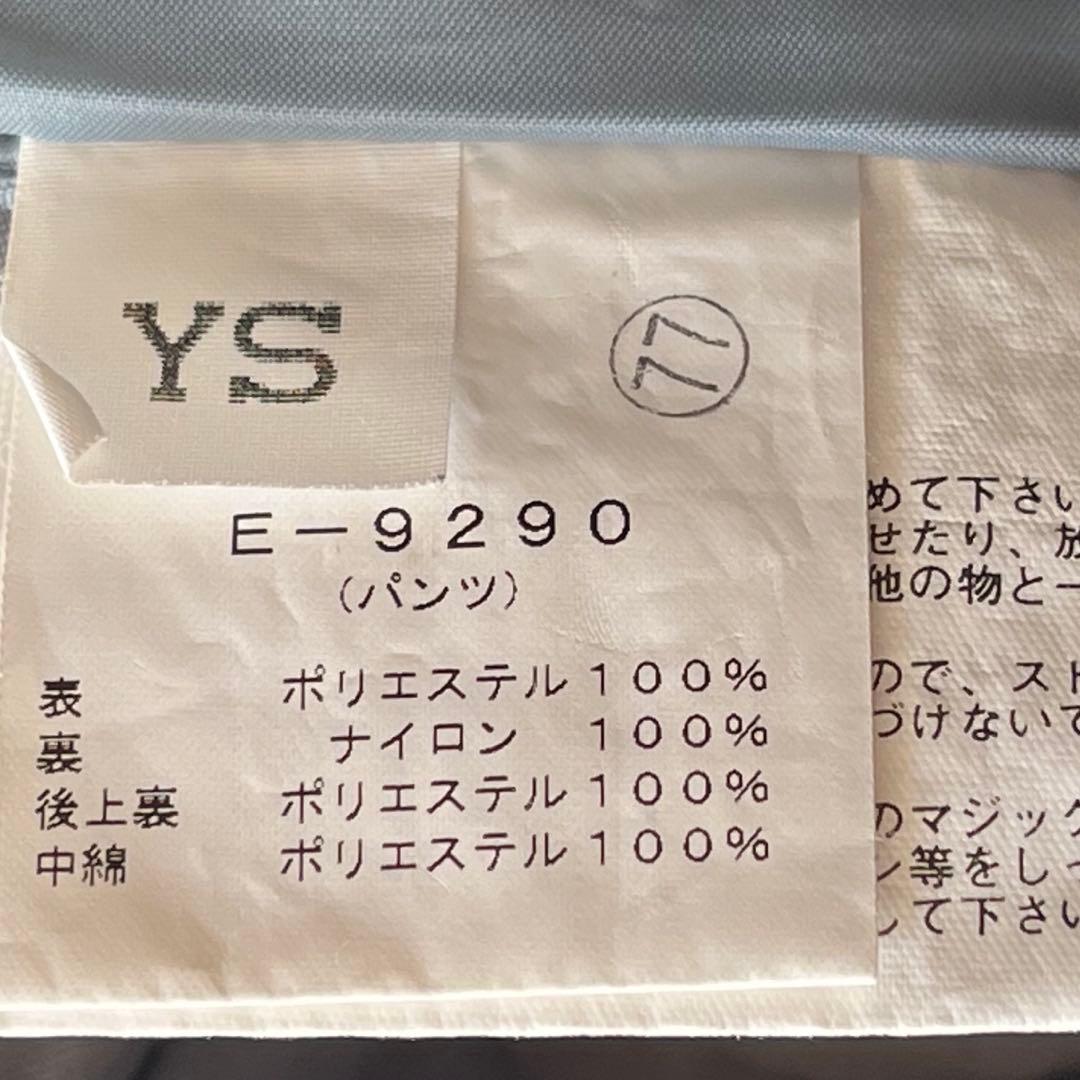 YS
E-9290
(パンツ)
表 ポリエステル100%
裏 ナイロン 100%
後上裏 ポリエステル100%
中綿 ポリエステル100%
めて下さい
せたり、放
他の物と一
ので、スト
づけないで
のマジック
ン等をしっ
して下さい